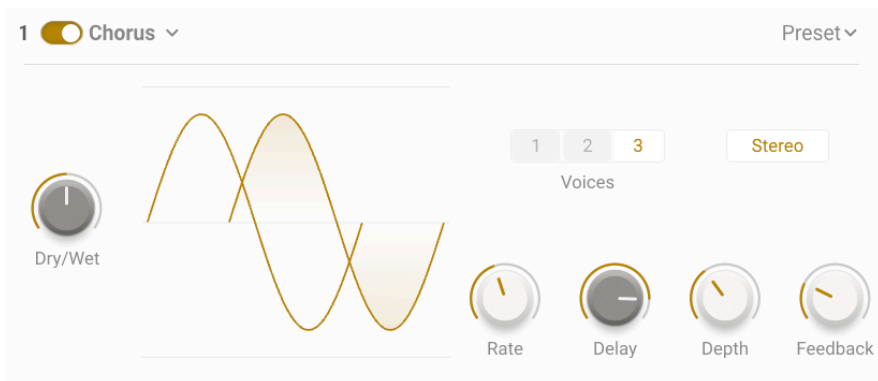 1 Chorus
Preset
1 2 3
Stereo
Voices
Dry/Wet
Rate
Delay
Depth
Feedback